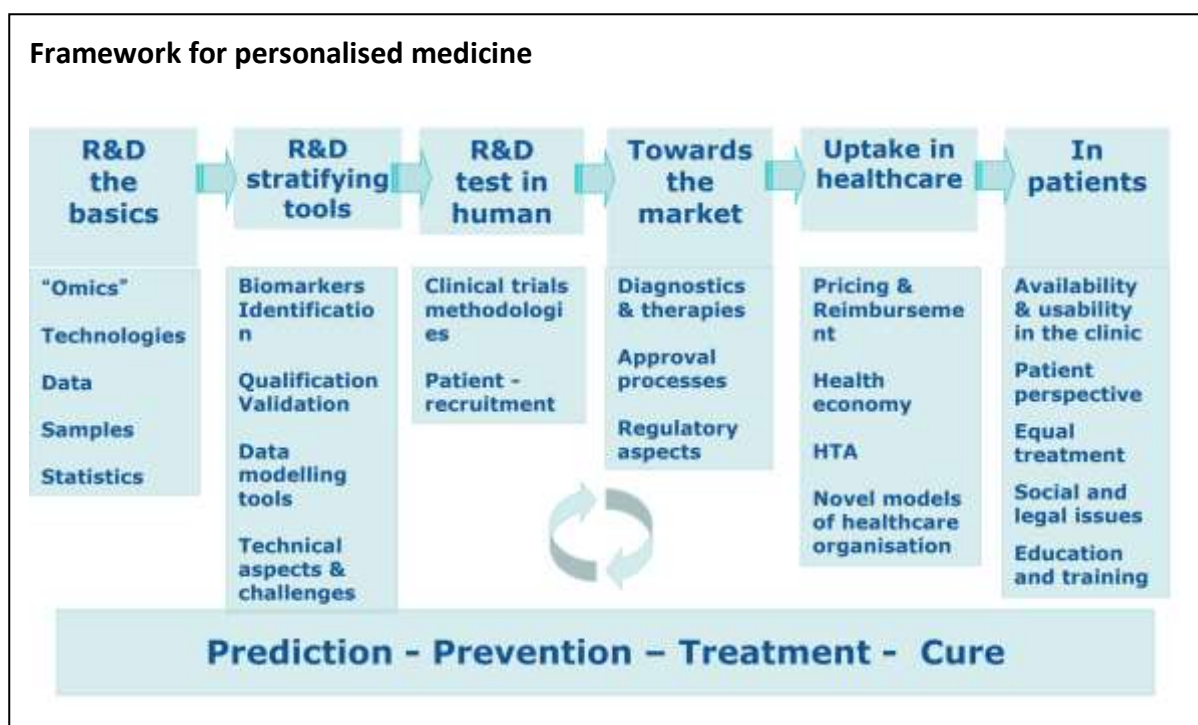 Framework for personalised medicine
R&D
the
basics
R&D
stratifying
tools
R&D
test in
human
Towards
the
market
Uptake in
healthcare
In
patients
"Omics"
Technologies
Data
Samples
Statistics
Biomarkers
Identificatio
n
Qualification
Validation
Data
modelling
tools
Technical
aspects &
challenges
Clinical trials
methodologi
es
Patient -
recruitment
Diagnostics
& therapies
Approval
processes
Regulatory
aspects
Pricing &
Reimburseme
nt
Health
economy
HTA
Novel models
of healthcare
organisation
Availability
& usability
in the clinic
Patient
perspective
Equal
treatment
Social and
legal issues
Education
and training
Prediction - Prevention – Treatment - Cure